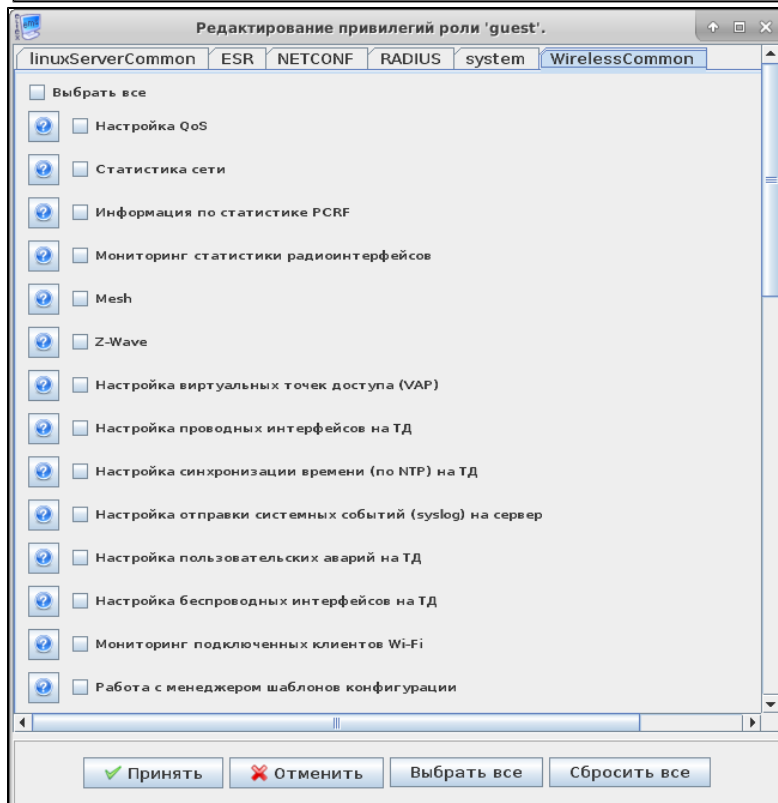 Редактирование привилегий роли 'guest'.
linuxServerCommon ESR NETCONF RADIUS system WirelessCommon
Выбрать все
Настройка QoS
Статистика сети
Информация по статистике PCRF
Мониторинг статистики радиоинтерфейсов
Mesh
Z-Wave
Настройка виртуальных точек доступа (VAP)
Настройка проводных интерфейсов на ТД
Настройка синхронизации времени (по NTP) на ТД
Настройка отправки системных событий (syslog) на сервер
Настройка пользовательских аварий на ТД
Настройка беспроводных интерфейсов на ТД
Мониторинг подключенных клиентов Wi-Fi
Работа с менеджером шаблонов конфигурации
Принять Отменить Выбрать все Сбросить все